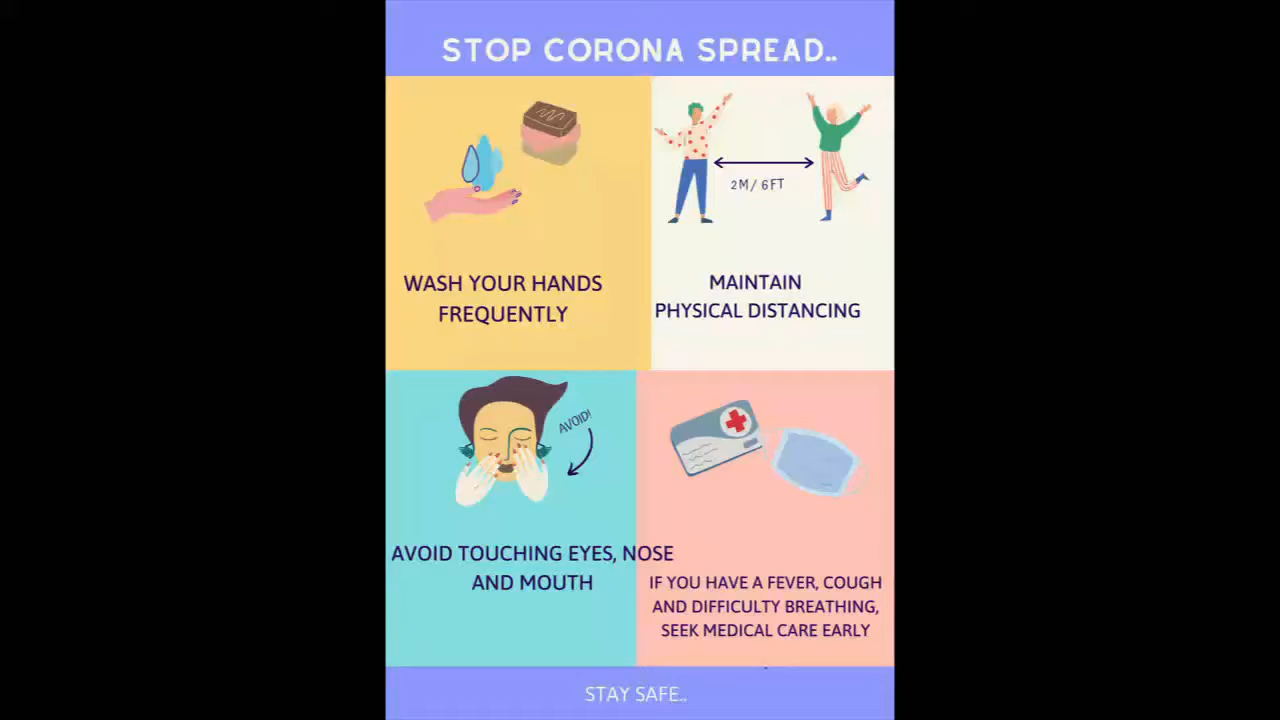 STOP CORONA SPREAD..
2M/ 6FT
WASH YOUR HANDS
FREQUENTLY
MAINTAIN
PHYSICAL DISTANCING
AVOID!
AVOID TOUCHING EYES, NOSE
AND MOUTH
IF YOU HAVE A FEVER, COUGH
AND DIFFICULTY BREATHING,
SEEK MEDICAL CARE EARLY
STAY SAFE..